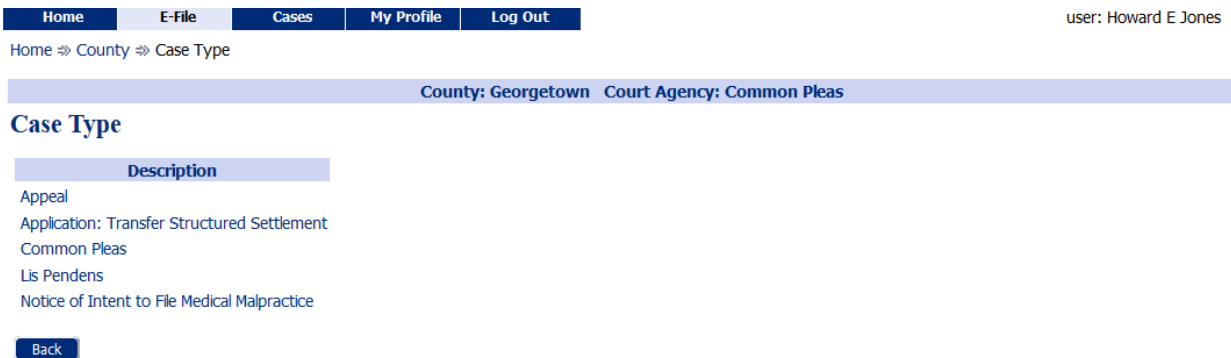 Home E-File Cases My Profile Log Out user: Howard E Jones
Home ⇒ County ⇒ Case Type
County: Georgetown Court Agency: Common Pleas
Case Type
Description
Appeal
Application: Transfer Structured Settlement
Common Pleas
Lis Pendens
Notice of Intent to File Medical Malpractice
Back